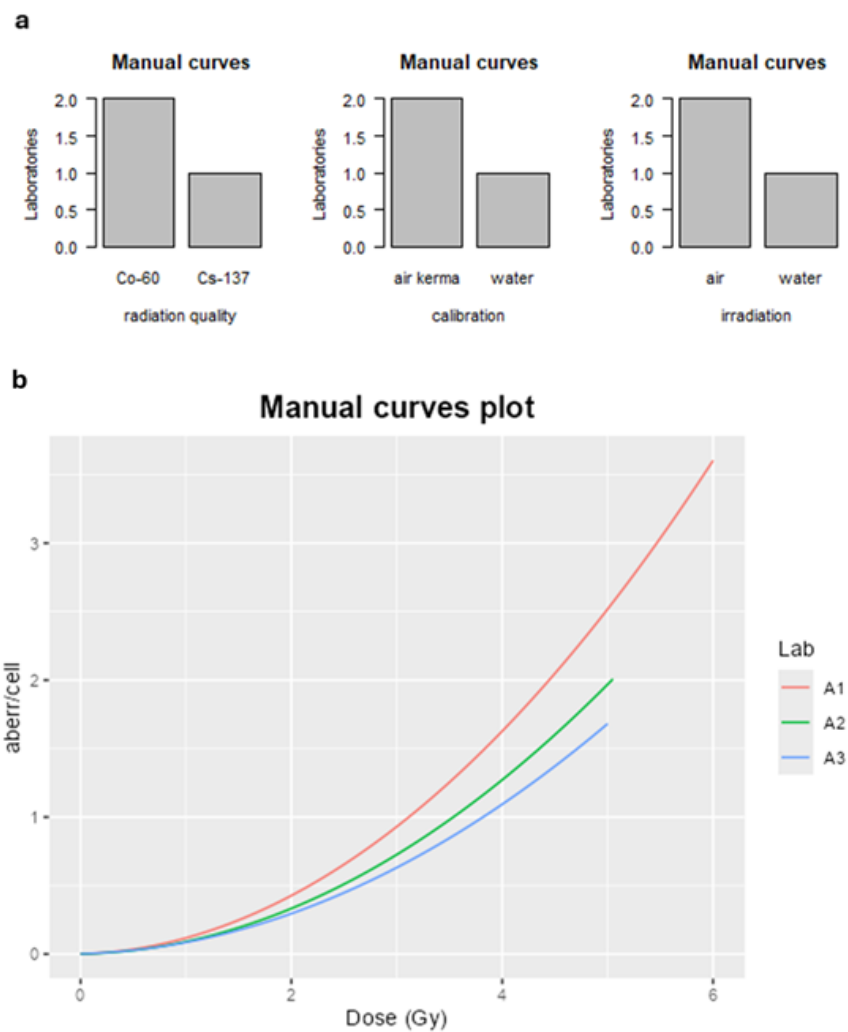 a
Manual curves Manual curves Manual curves
Laboratories
2.0
1.5
1.0
0.5
0.0
Co-60 Cs-137
radiation quality
Laboratories
2.0
1.5
1.0
0.5
0.0
air kerma water
calibration
Laboratories
2.0
1.5
1.0
0.5
0.0
air water
irradiation
b
Manual curves plot
aberr/cell
3
2
1
0
0 2 4 6
Dose (Gy)
Lab
A1
A2
A3